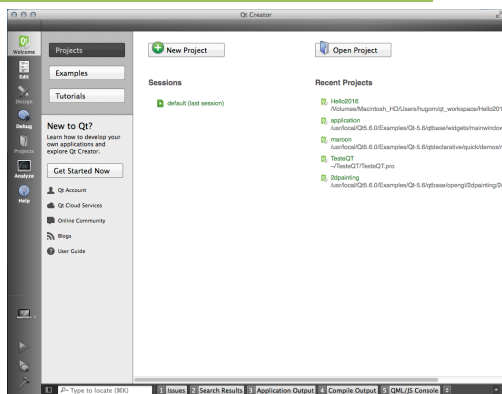 Qt Creator
Welcome
Edit
Design
Debug
Projects
Analyze
Help
Projects
Examples
Tutorials
New to Qt?
Learn how to develop your
own applications and
explore Qt Creator.
Get Started Now
Qt Account
Qt Cloud Services
Online Community
Blogs
User Guide
New Project
Open Project
Sessions
default (last session)
Recent Projects
Hello2016
/Volumes/Macintosh_HD/Users/hugom/qt_workspace/Hello201
application
/usr/local/Qt5.6.0/Examples/Qt-5.6/qtbase/widgets/mainwindow
maroon
/usr/local/Qt5.6.0/Examples/Qt-5.6/qtdeclarative/quick/demos/
TesteQT
~/TesteQT/TesteQT.pro
2dpainting
/usr/local/Qt5.6.0/Examples/Qt-5.6/qtbase/opengl/2dpainting/2
Type to locate (⌘K)
1 Issues 2 Search Results 3 Application Output 4 Compile Output 5 QML/JS Console